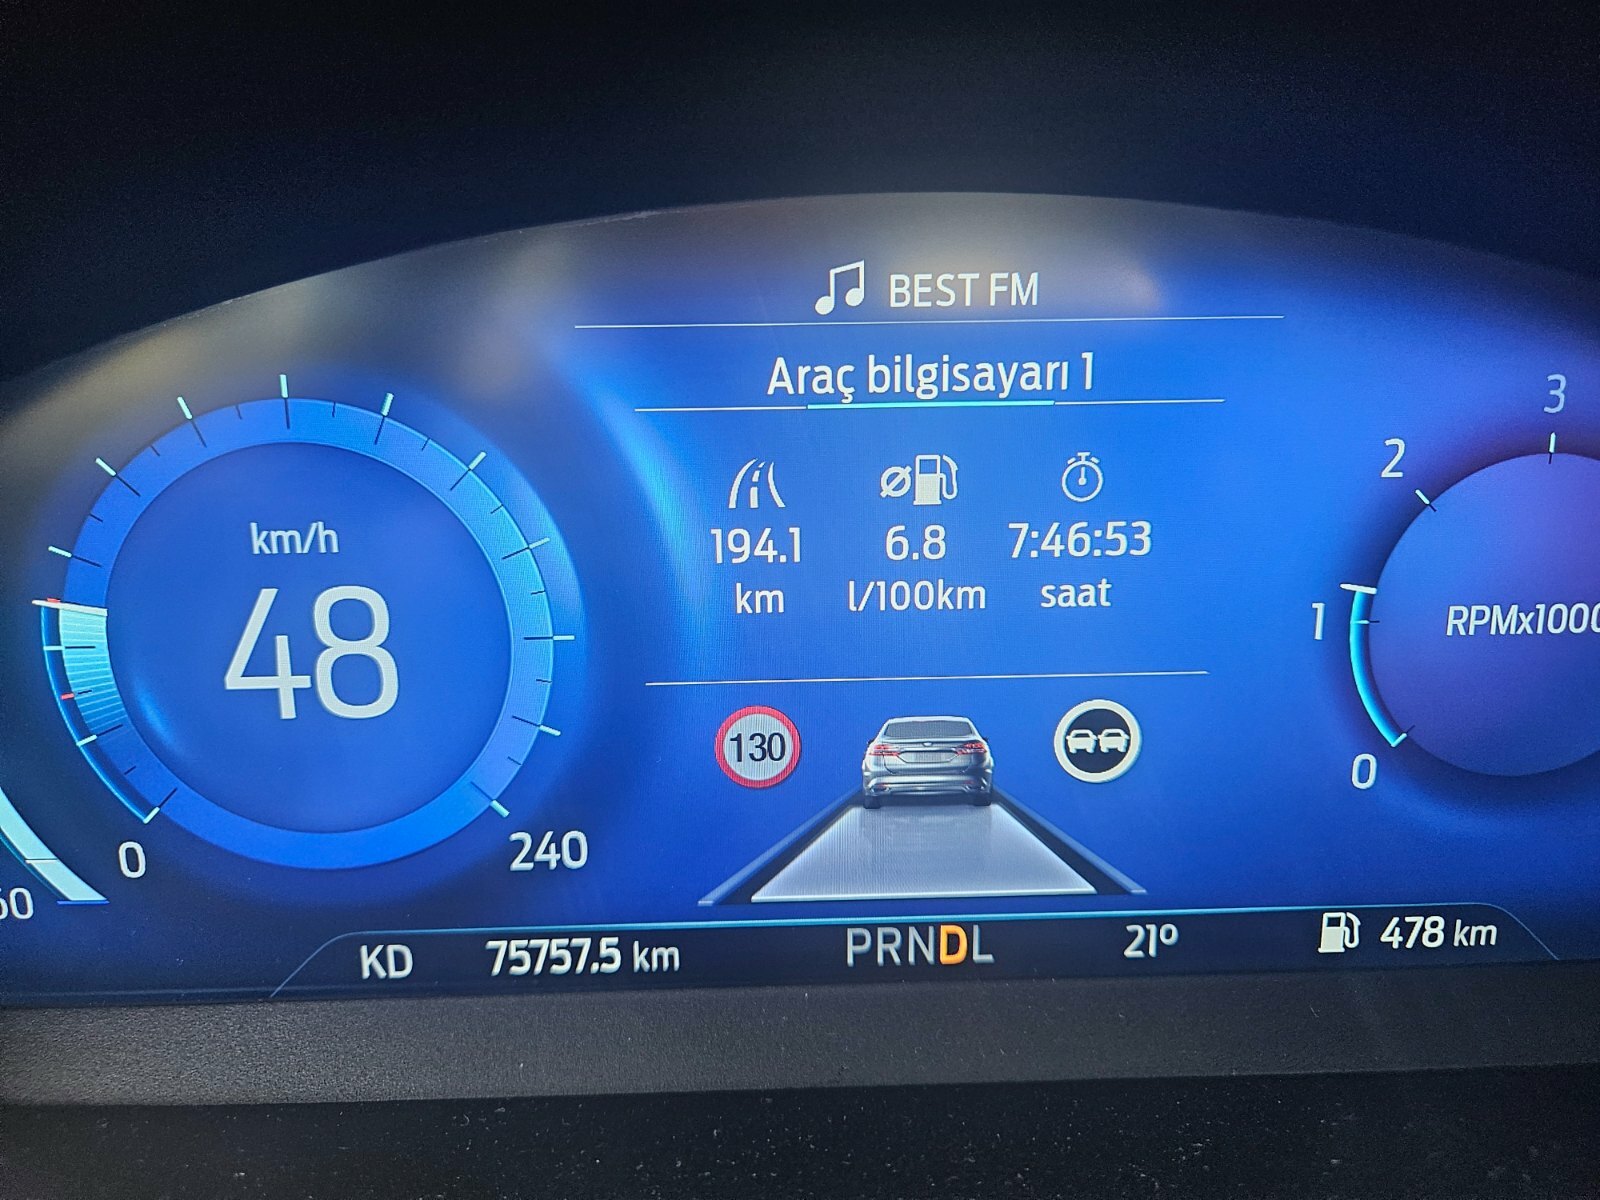 BEST FM
Araç bilgisayarı 1
194.1 6.8 7:46:53
km l/100km saat
km/h
48
0
240
130
3
2
1
0
RPMx1000
KD 75757.5 km PRNDL 21° 478 km